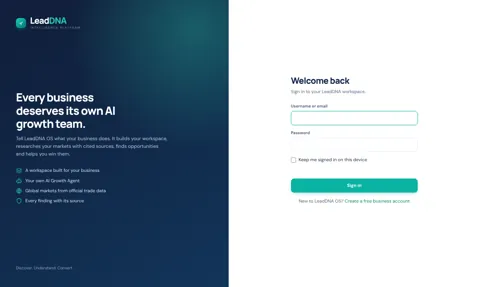 LeadDNA
INTELLIGENCE PLATFORM
Every business
deserves its own AI
growth team.
Tell LeadDNA OS what your business does. It builds your workspace,
researches your markets with cited sources, finds opportunities
and helps you win them.
A workspace built for your business
Your own AI Growth Agent
Global markets from official trade data
Every finding with its source
Discover. Understand. Convert.
Welcome back
Sign in to your LeadDNA workspace.
Username or email
Password
Keep me signed in on this device
Sign in
New to LeadDNA OS? Create a free business account